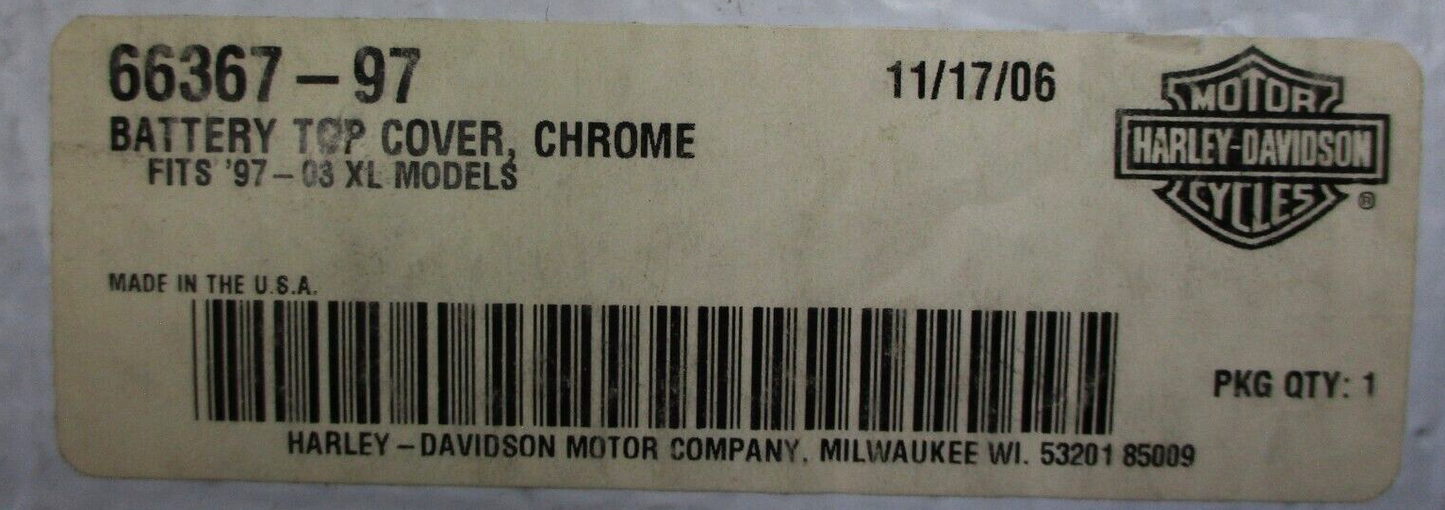 66367-97
11/17/06
BATTERY TOP COVER, CHROME
FITS '97-03 XL MODELS
MOTOR
HARLEY-DAVIDSON
CYCLES
®
MADE IN THE U.S.A.
PKG QTY: 1
HARLEY-DAVIDSON MOTOR COMPANY. MILWAUKEE WI. 53201 85009